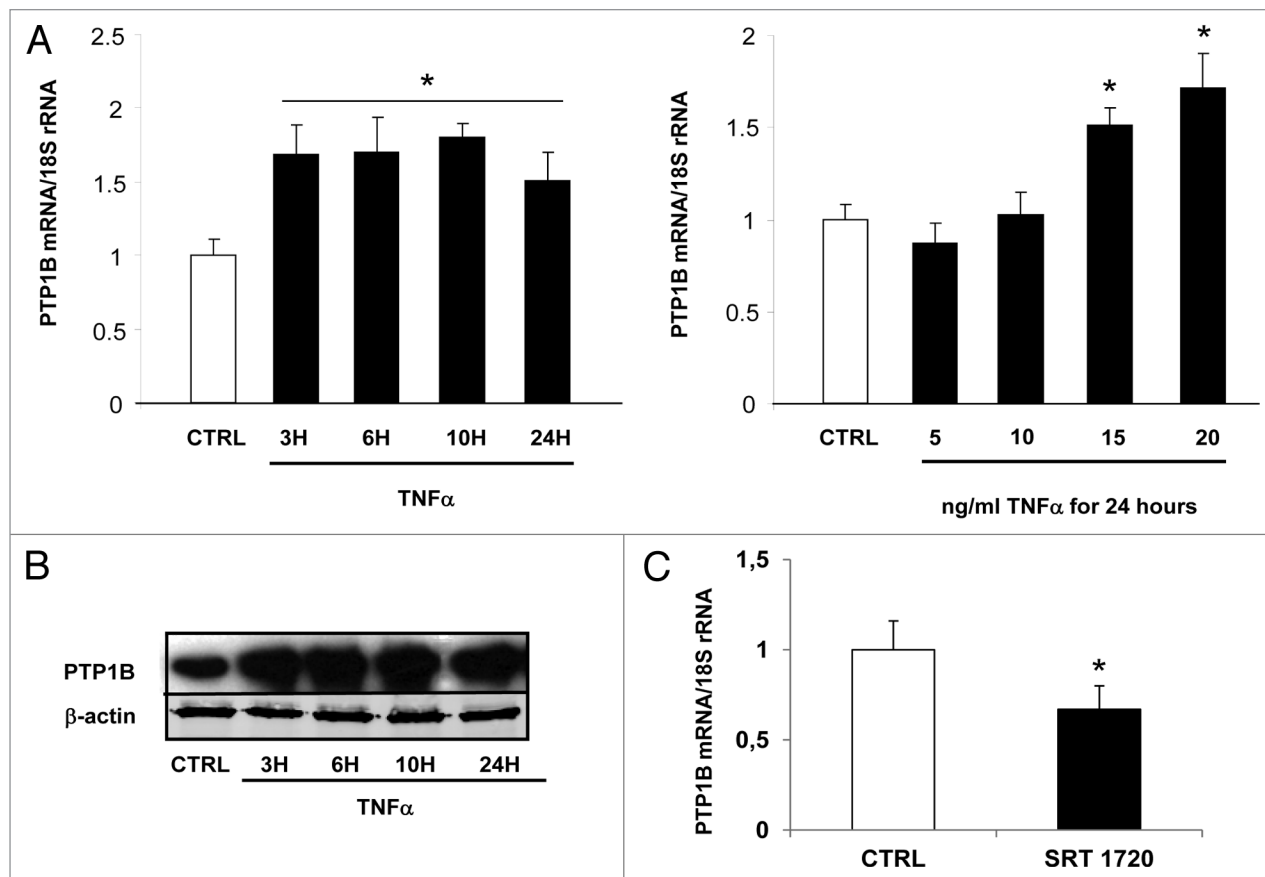 A
PTP1B mRNA/18S rRNA
2.5
2
1.5
1
0.5
0
*
CTRL 3H 6H 10H 24H
TNFα
PTP1B mRNA/18S rRNA
2
1.5
1
0.5
0
* *
CTRL 5 10 15 20
ng/ml TNFα for 24 hours
B
PTP1B
β-actin
CTRL 3H 6H 10H 24H
TNFα
C
PTP1B mRNA/18S rRNA
1,5
1
0,5
0
*
CTRL SRT 1720